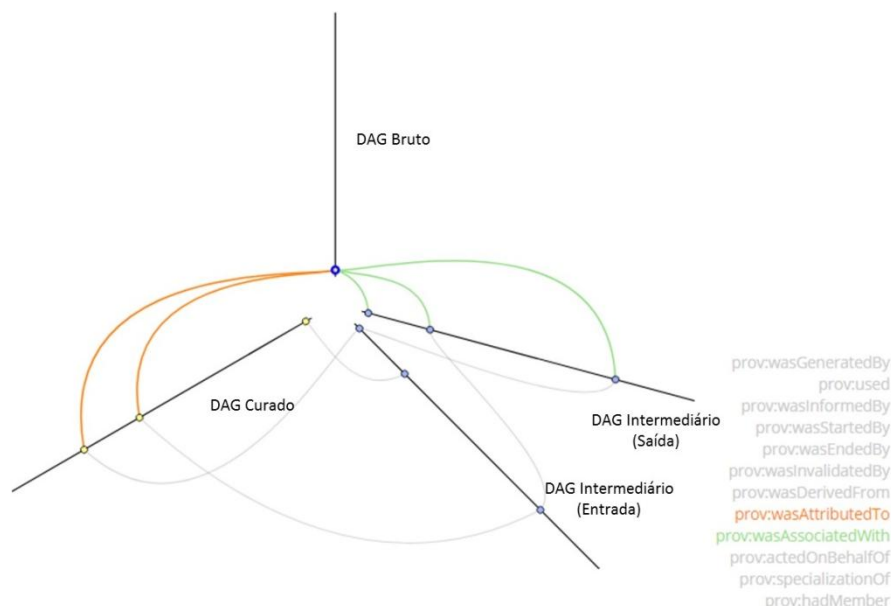 DAG Bruto
DAG Curado
DAG Intermediário
(Saída)
DAG Intermediário
(Entrada)
prov:wasGeneratedBy
prov:used
prov:wasInformedBy
prov:wasStartedBy
prov:wasEndedBy
prov:wasInvalidatedBy
prov:wasDerivedFrom
prov:wasAttributedTo
prov:wasAssociatedWith
prov:actedOnBehalfOf
prov:specializationOf
prov:hadMember